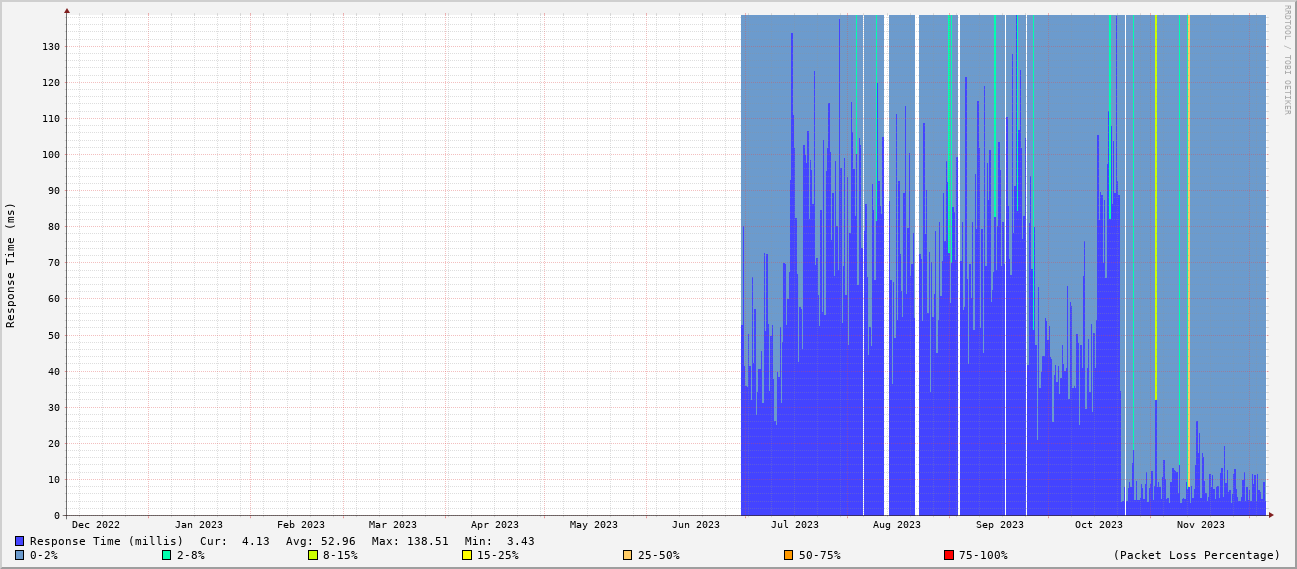 RRDTOOL / TOBI OETIKER
Response Time (ms)
130
120
110
100
90
80
70
60
50
40
30
20
10
0
Dec 2022 Jan 2023 Feb 2023 Mar 2023 Apr 2023 May 2023 Jun 2023 Jul 2023 Aug 2023 Sep 2023 Oct 2023 Nov 2023
Response Time (millis) Cur: 4.13 Avg: 52.96 Max: 138.51 Min: 3.43
0-2% 2-8% 8-15% 15-25% 25-50% 50-75% 75-100% (Packet Loss Percentage)